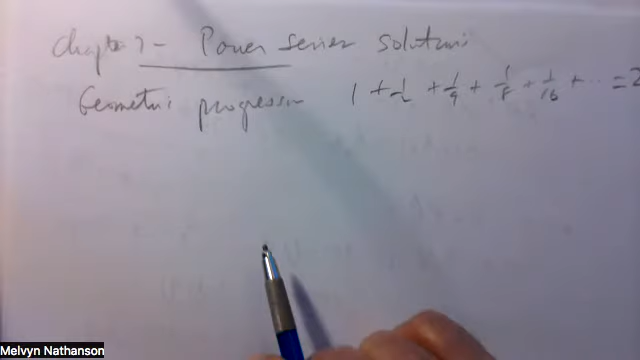 Chapter 7 - Power series solutions
Geometric progression 1 + 1/2 + 1/4 + 1/8 + 1/16 + ... = 2
Melvyn Nathanson